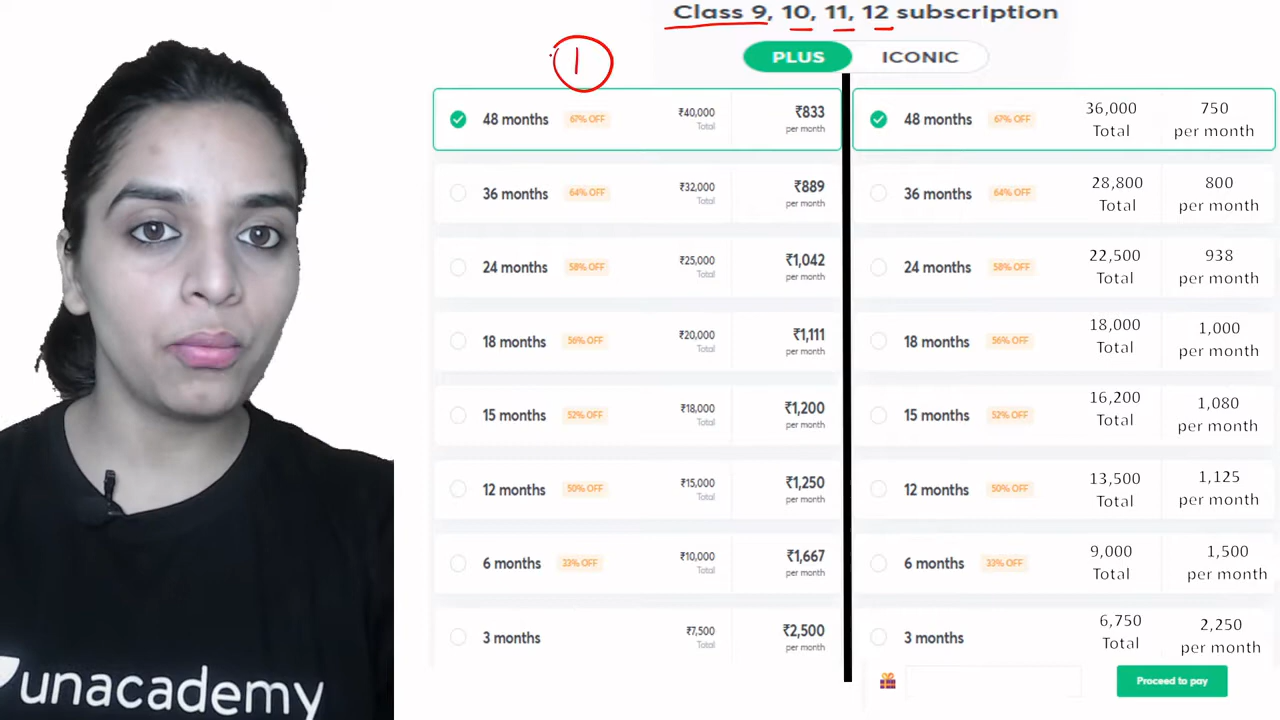 Class 9, 10, 11, 12 subscription
PLUS ICONIC
1
48 months 67% OFF ₹40,000 Total ₹833 per month
36 months 64% OFF ₹32,000 Total ₹889 per month
24 months 58% OFF ₹25,000 Total ₹1,042 per month
18 months 56% OFF ₹20,000 Total ₹1,111 per month
15 months 52% OFF ₹18,000 Total ₹1,200 per month
12 months 50% OFF ₹15,000 Total ₹1,250 per month
6 months 33% OFF ₹10,000 Total ₹1,667 per month
3 months ₹7,500 Total ₹2,500 per month
48 months 67% OFF 36,000 Total 750 per month
36 months 64% OFF 28,800 Total 800 per month
24 months 58% OFF 22,500 Total 938 per month
18 months 56% OFF 18,000 Total 1,000 per month
15 months 52% OFF 16,200 Total 1,080 per month
12 months 50% OFF 13,500 Total 1,125 per month
6 months 33% OFF 9,000 Total 1,500 per month
3 months 6,750 Total 2,250 per month
Proceed to pay
unacademy